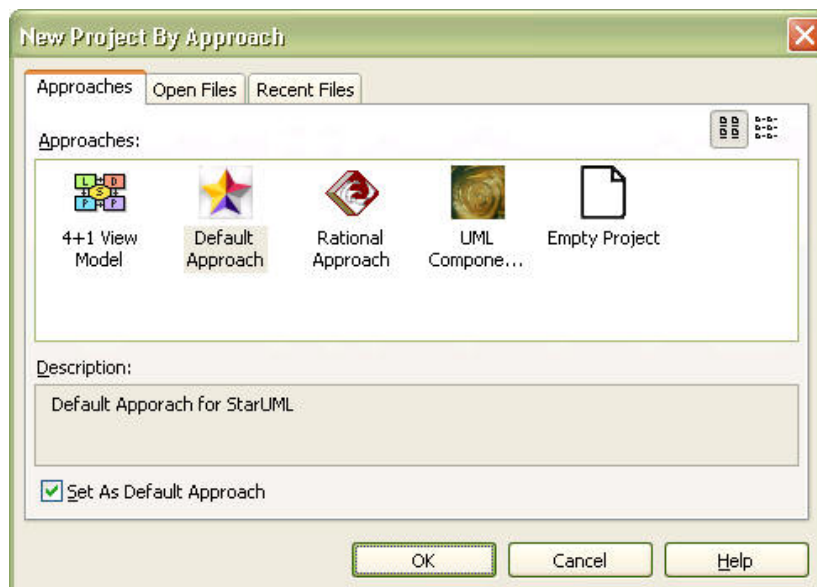 New Project By Approach
Approaches
Open Files
Recent Files
Approaches:
4+1 View
Model
Default
Approach
Rational
Approach
UML
Compone...
Empty Project
Description:
Default Apporach for StarUML
Set As Default Approach
OK
Cancel
Help